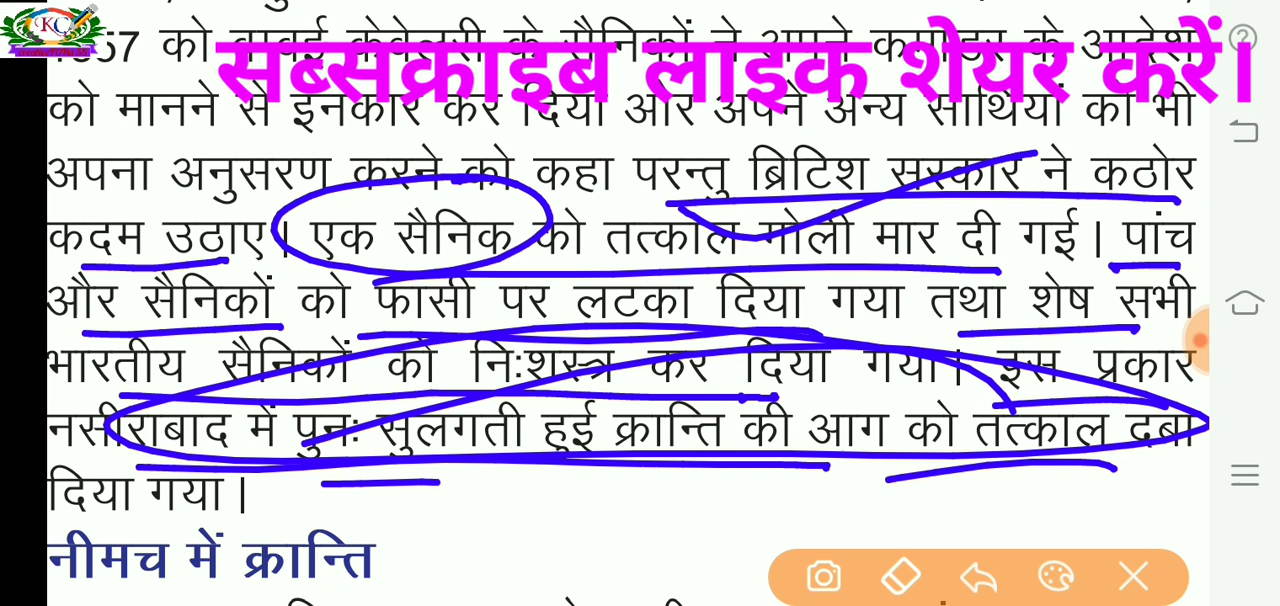 KC
सब्सक्राइब लाइक शेयर करें।
को मानने से इनकार कर दिया और अपने अन्य साथियों को भी
अपना अनुसरण करने को कहा परन्तु ब्रिटिश सरकार ने कठोर
कदम उठाए। एक सैनिक को तत्काल गोली मार दी गई। पांच
और सैनिकों को फासी पर लटका दिया गया तथा शेष सभी
भारतीय सैनिकों को निःशस्त्र कर दिया गया। इस प्रकार
नसीराबाद में पुनः सुलगती हुई क्रान्ति की आग को तत्काल दबा
दिया गया।
नीमच में क्रान्ति